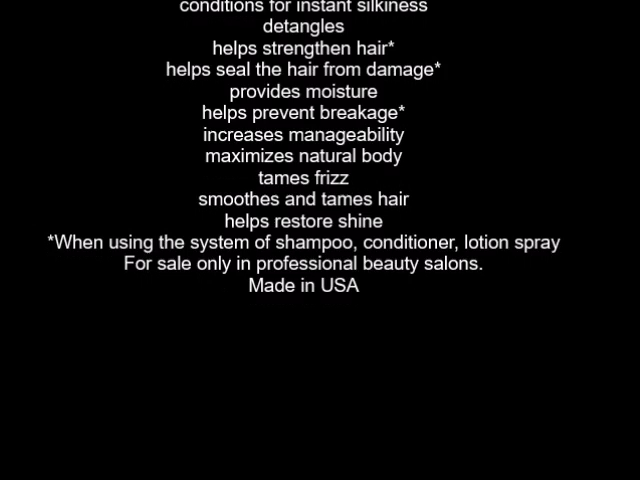 conditions for instant silkiness
detangles
helps strengthen hair*
helps seal the hair from damage*
provides moisture
helps prevent breakage*
increases manageability
maximizes natural body
tames frizz
smoothes and tames hair
helps restore shine
*When using the system of shampoo, conditioner, lotion spray
For sale only in professional beauty salons.
Made in USA